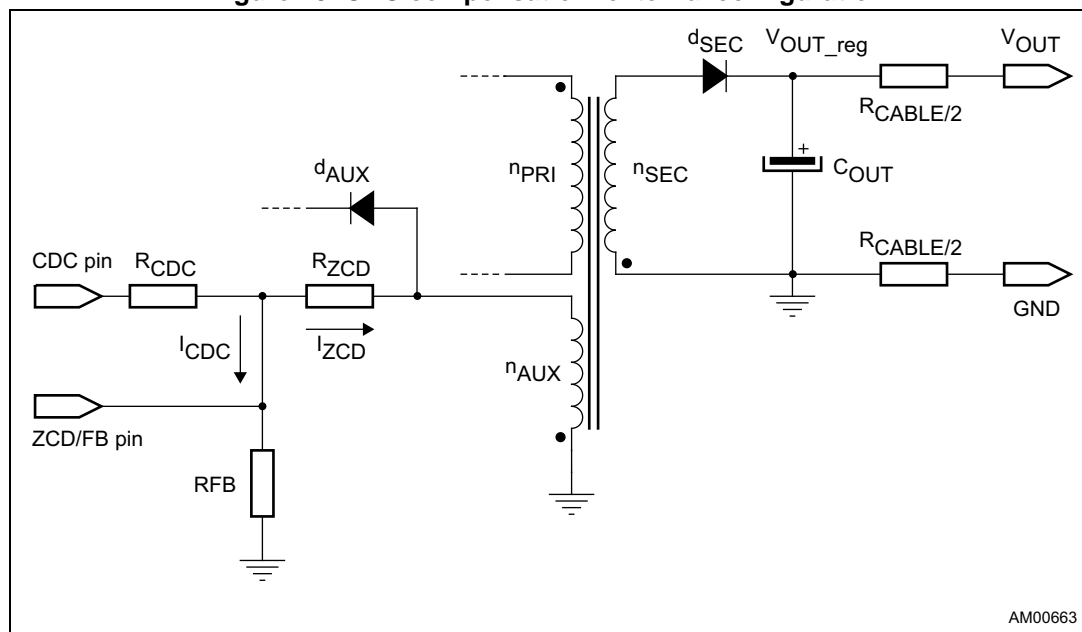 dSEC
VOUT_reg
VOUT
RCABLE/2
nPRI
nSEC
COUT
+
dAUX
RCABLE/2
CDC pin
RCDC
RZCD
GND
ICDC
IZCD
nAUX
ZCD/FB pin
RFB
AM00663